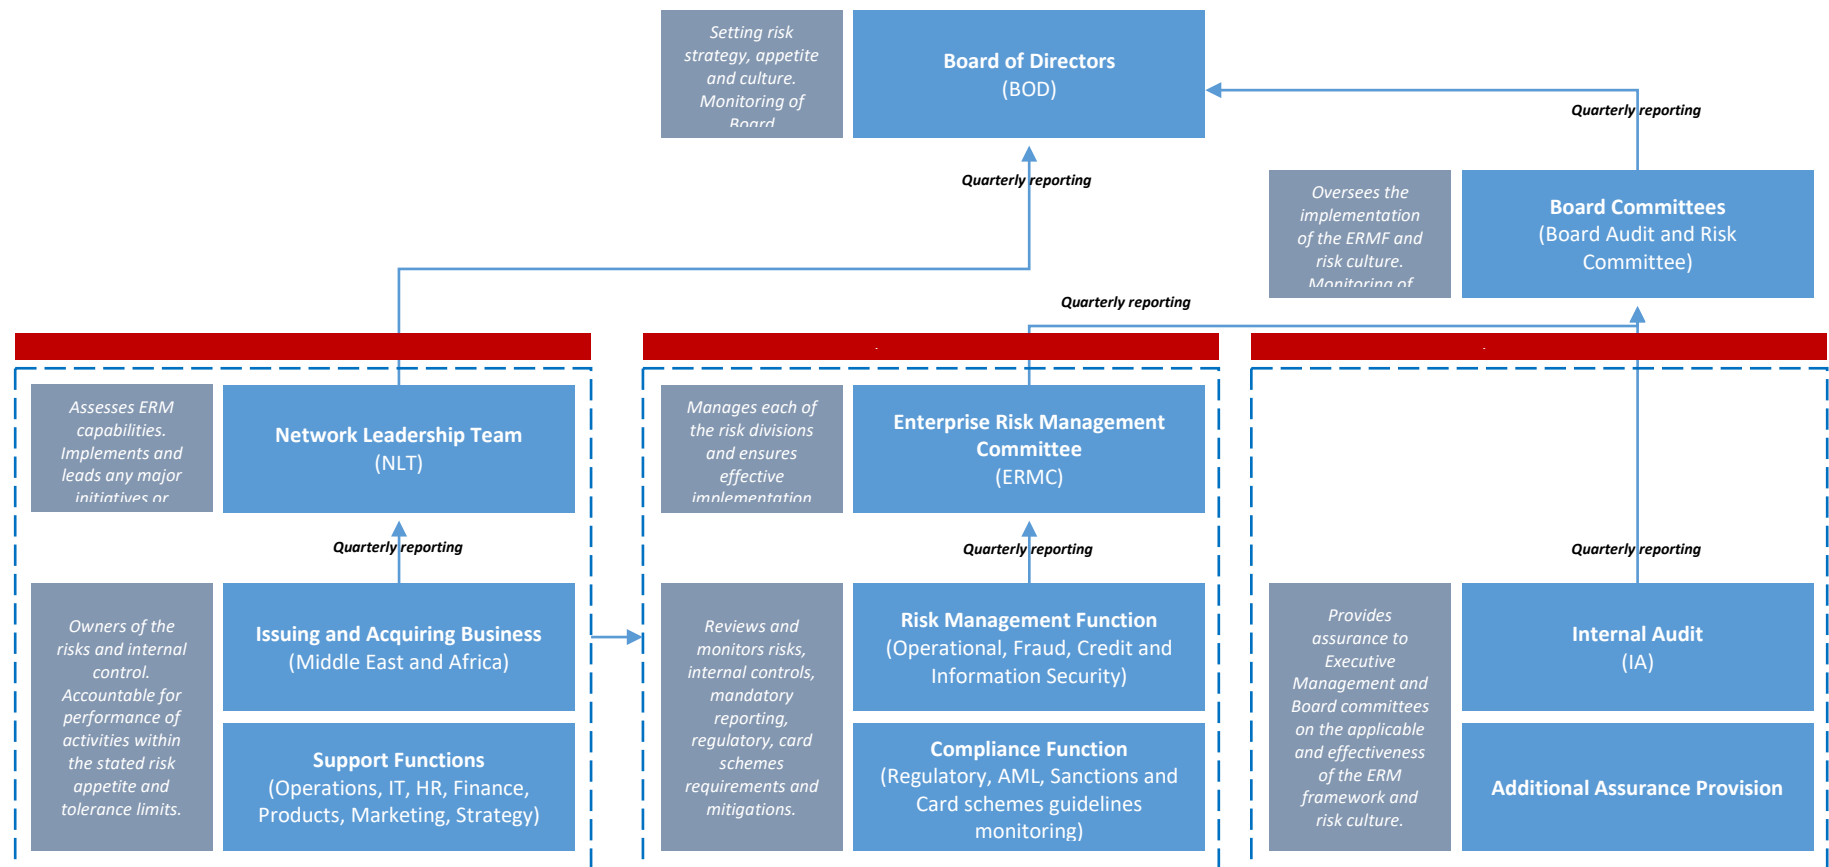 Setting risk
strategy, appetite
and culture.
Monitoring of
Board
Board of Directors
(BOD)
Quarterly reporting
Quarterly reporting
Oversees the
implementation
of the ERMF and
risk culture.
Monitoring of
Board Committees
(Board Audit and Risk
Committee)
Quarterly reporting
Assesses ERM
capabilities.
Implements and
leads any major
initiatives or
Network Leadership Team
(NLT)
Manages each of
the risk divisions
and ensures
effective
implementation
Enterprise Risk Management
Committee
(ERMC)
Quarterly reporting
Quarterly reporting
Quarterly reporting
Owners of the
risks and internal
control.
Accountable for
performance of
activities within
the stated risk
appetite and
tolerance limits.
Issuing and Acquiring Business
(Middle East and Africa)
Support Functions
(Operations, IT, HR, Finance,
Products, Marketing, Strategy)
Reviews and
monitors risks,
internal controls,
mandatory
reporting,
regulatory, card
schemes
requirements and
mitigations.
Risk Management Function
(Operational, Fraud, Credit and
Information Security)
Compliance Function
(Regulatory, AML, Sanctions and
Card schemes guidelines
monitoring)
Provides
assurance to
Executive
Management and
Board committees
on the applicable
and effectiveness
of the ERM
framework and
risk culture.
Internal Audit
(IA)
Additional Assurance Provision